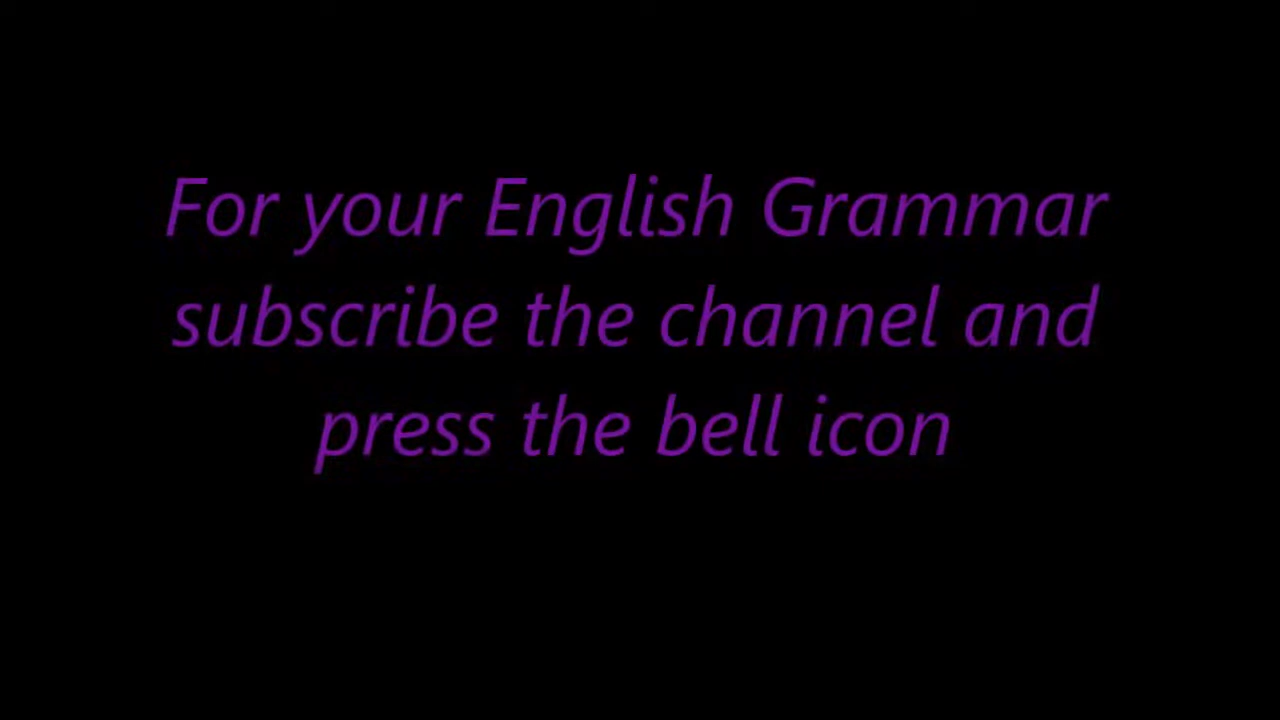 For your English Grammar
subscribe the channel and
press the bell icon